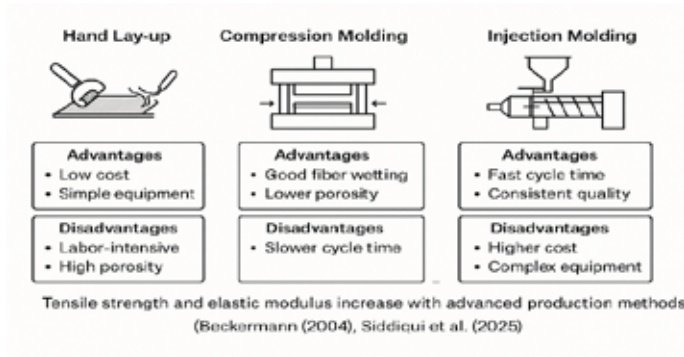 Hand Lay-up
Compression Molding
Injection Molding
Advantages
• Low cost
• Simple equipment
Advantages
• Good fiber wetting
• Lower porosity
Advantages
• Fast cycle time
• Consistent quality
Disadvantages
• Labor-intensive
• High porosity
Disadvantages
• Slower cycle time
Disadvantages
• Higher cost
• Complex equipment
Tensile strength and elastic modulus increase with advanced production methods
(Beckermann (2004), Siddiqui et al. (2025)